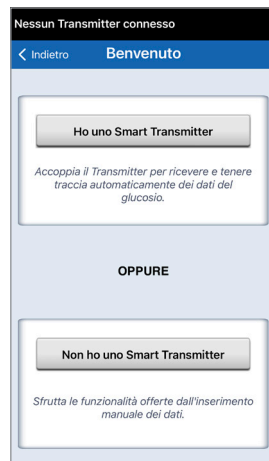 Nessun Transmitter connesso
Indietro
Benvenuto
Ho uno Smart Transmitter
Accoppia il Transmitter per ricevere e tenere
traccia automaticamente dei dati del
glucosio.
OPPURE
Non ho uno Smart Transmitter
Sfrutta le funzionalità offerte dall'inserimento
manuale dei dati.